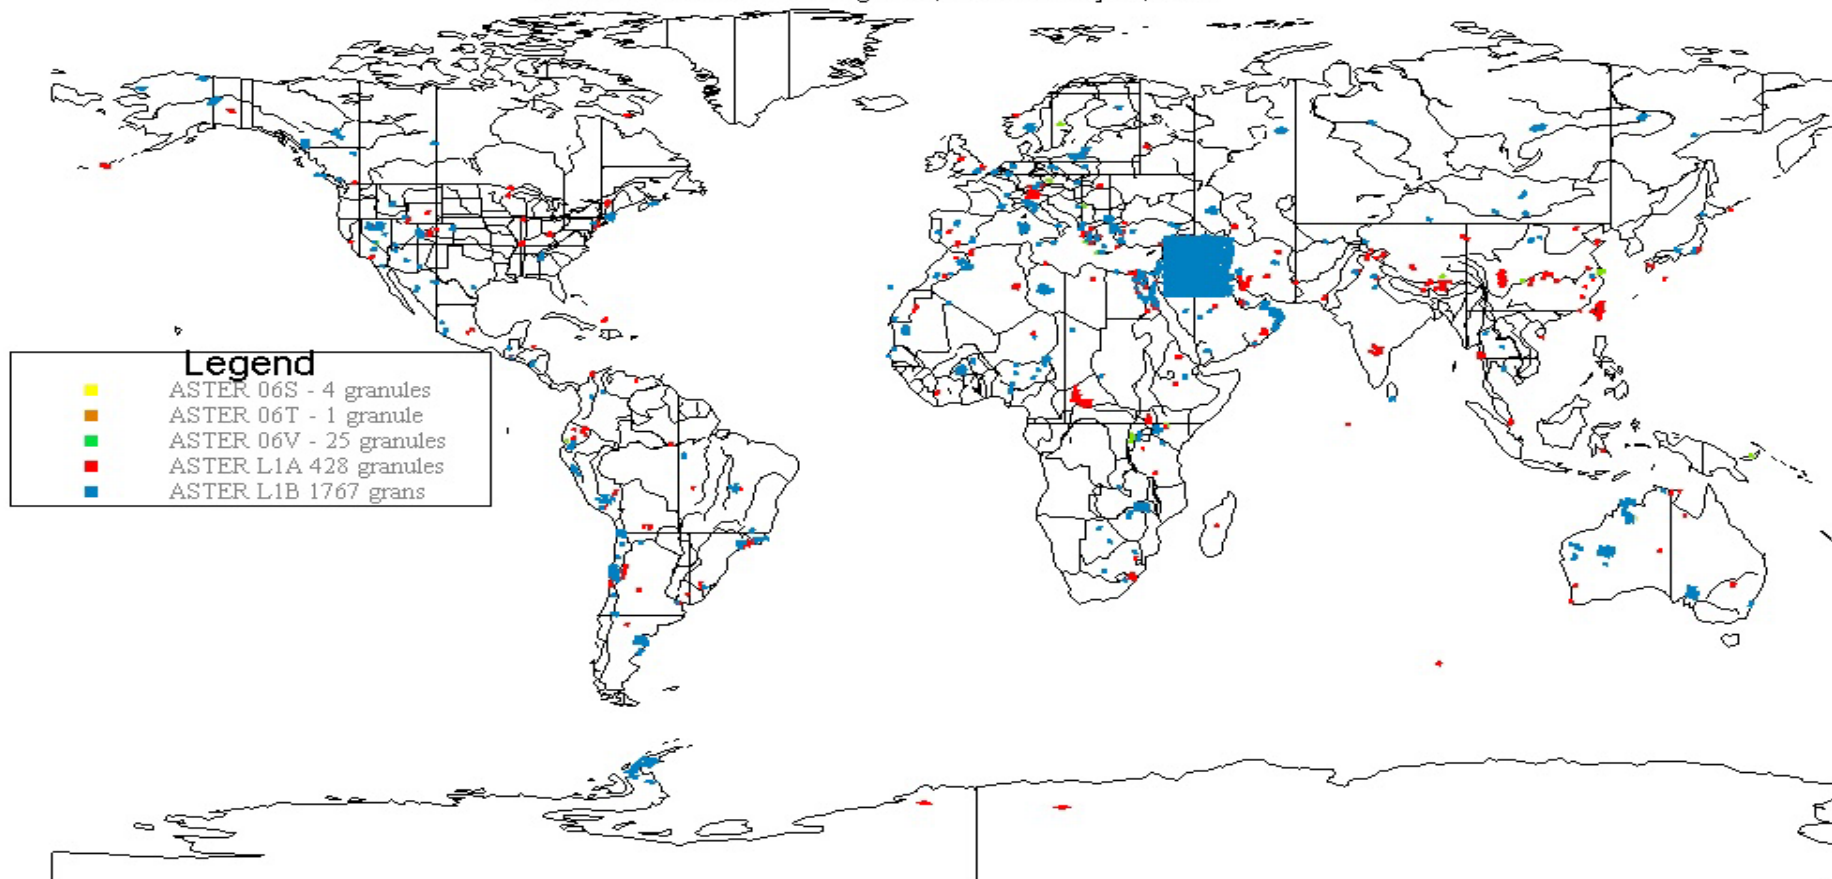 Legend
ASTER 06S - 4 granules
ASTER 06T - 1 granule
ASTER 06V - 25 granules
ASTER L1A 428 granules
ASTER L1B 1767 grans